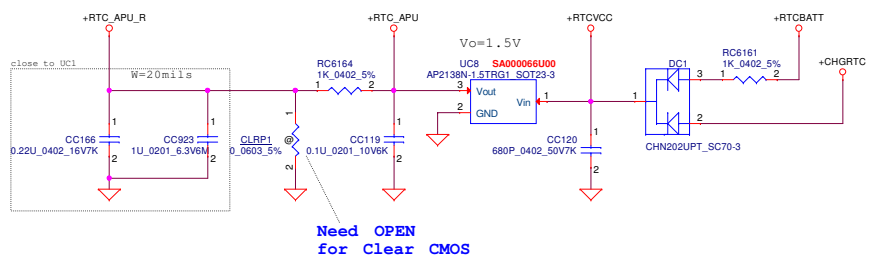 +RTC_APU_R
+RTC_APU
+RTCVCC
+RTCBATT
+CHGRTC
Vo=1.5V
close to UC1
W=20mils
RC6164
1K_0402_5%
1
2
UC8
SA000066U00
AP2138N-1.5TRG1_SOT23-3
3
Vout
2
GND
Vin
1
DC1
1
3
2
CHN202UPT_SC70-3
RC6161
1K_0402_5%
1
2
1
CC166
0.22U_0402_16V7K
2
1
CC923
1U_0201_6.3V6M
2
1
CLRP1
@
0_0603_5%
2
1
CC119
0.1U_0201_10V6K
2
1
CC120
680P_0402_50V7K
2
Need OPEN
for Clear CMOS